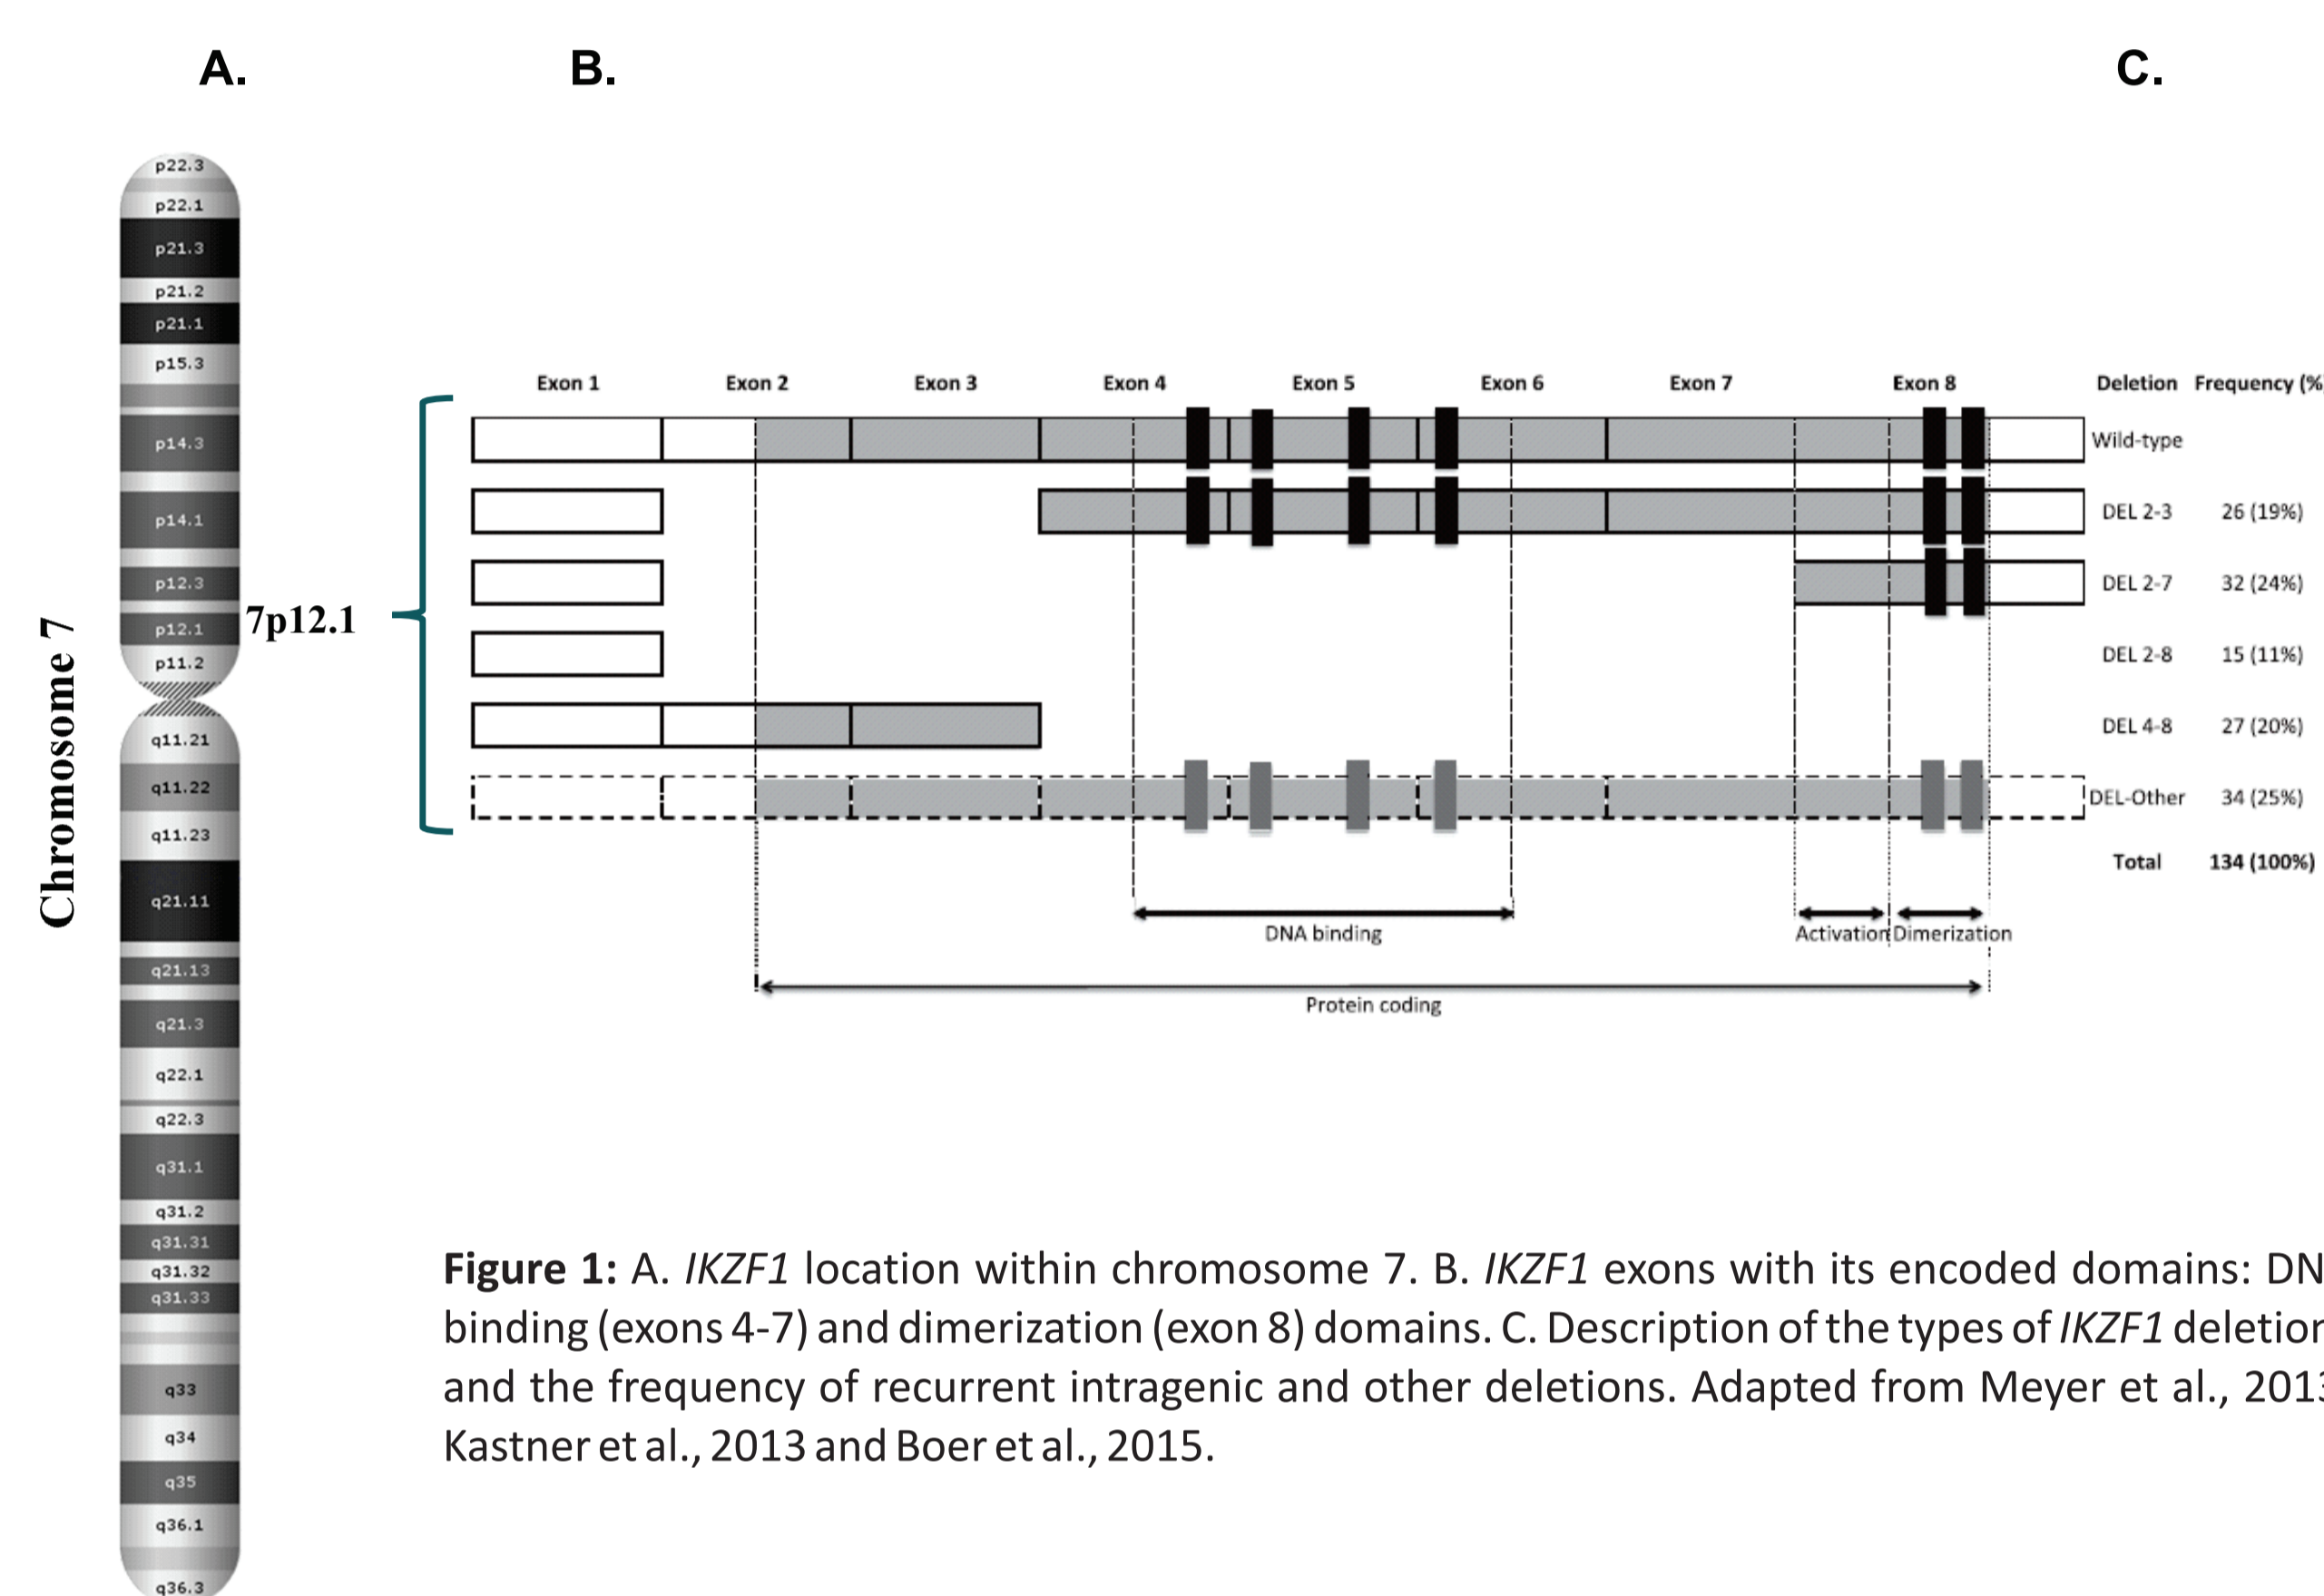 A.
B.
C.
Chromosome 7
p22.3
p22.1
p21.3
p21.2
p21.1
p15.3
p14.3
p14.1
p12.3
p12.1
p11.2
q11.21
q11.22
q11.23
q21.11
q21.13
q21.3
q22.1
q22.3
q31.1
q31.2
q31.31
q31.32
q31.33
q33
q34
q35
q36.1
q36.3
7p12.1
Exon 1 Exon 2 Exon 3 Exon 4 Exon 5 Exon 6 Exon 7 Exon 8 Deletion Frequency (%
Wild-type
DEL 2-3 26 (19%)
DEL 2-7 32 (24%)
DEL 2-8 15 (11%)
DEL 4-8 27 (20%)
DEL-Other 34 (25%)
Total 134 (100%)
DNA binding Activation Dimerization
Protein coding
Figure 1: A. IKZF1 location within chromosome 7. B. IKZF1 exons with its encoded domains: DN
binding (exons 4-7) and dimerization (exon 8) domains. C. Description of the types of IKZF1 deletion
and the frequency of recurrent intragenic and other deletions. Adapted from Meyer et al., 2013
Kastner et al., 2013 and Boer et al., 2015.